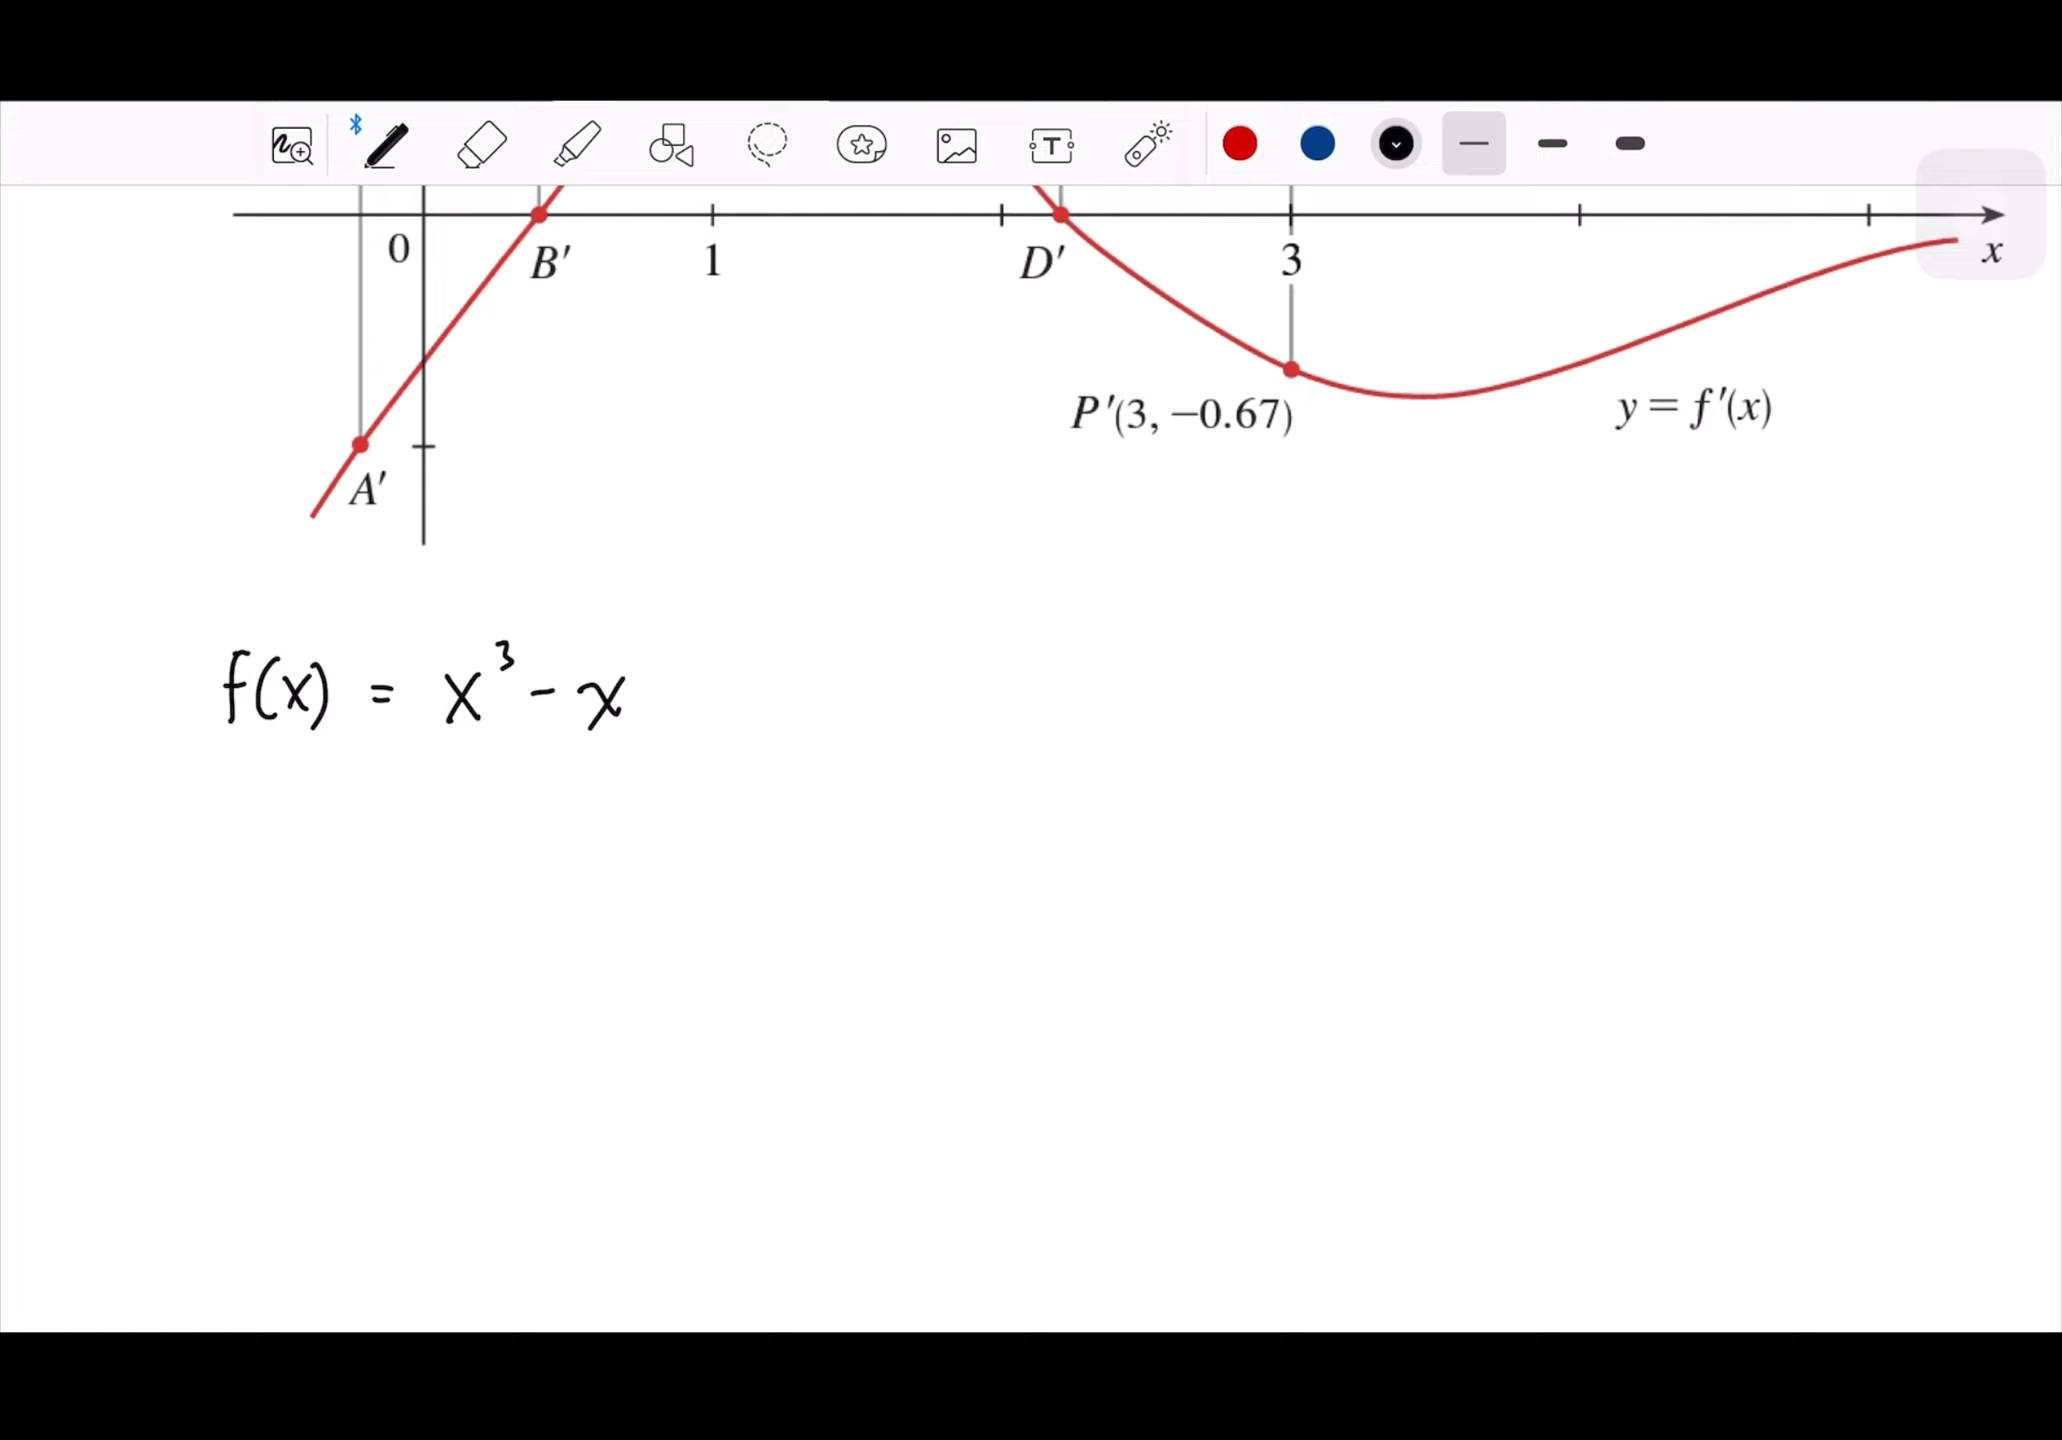 T
0 B′ 1 D′ 3 x
P′(3, −0.67) y = f′(x)
A′
f(x) = x³ - x